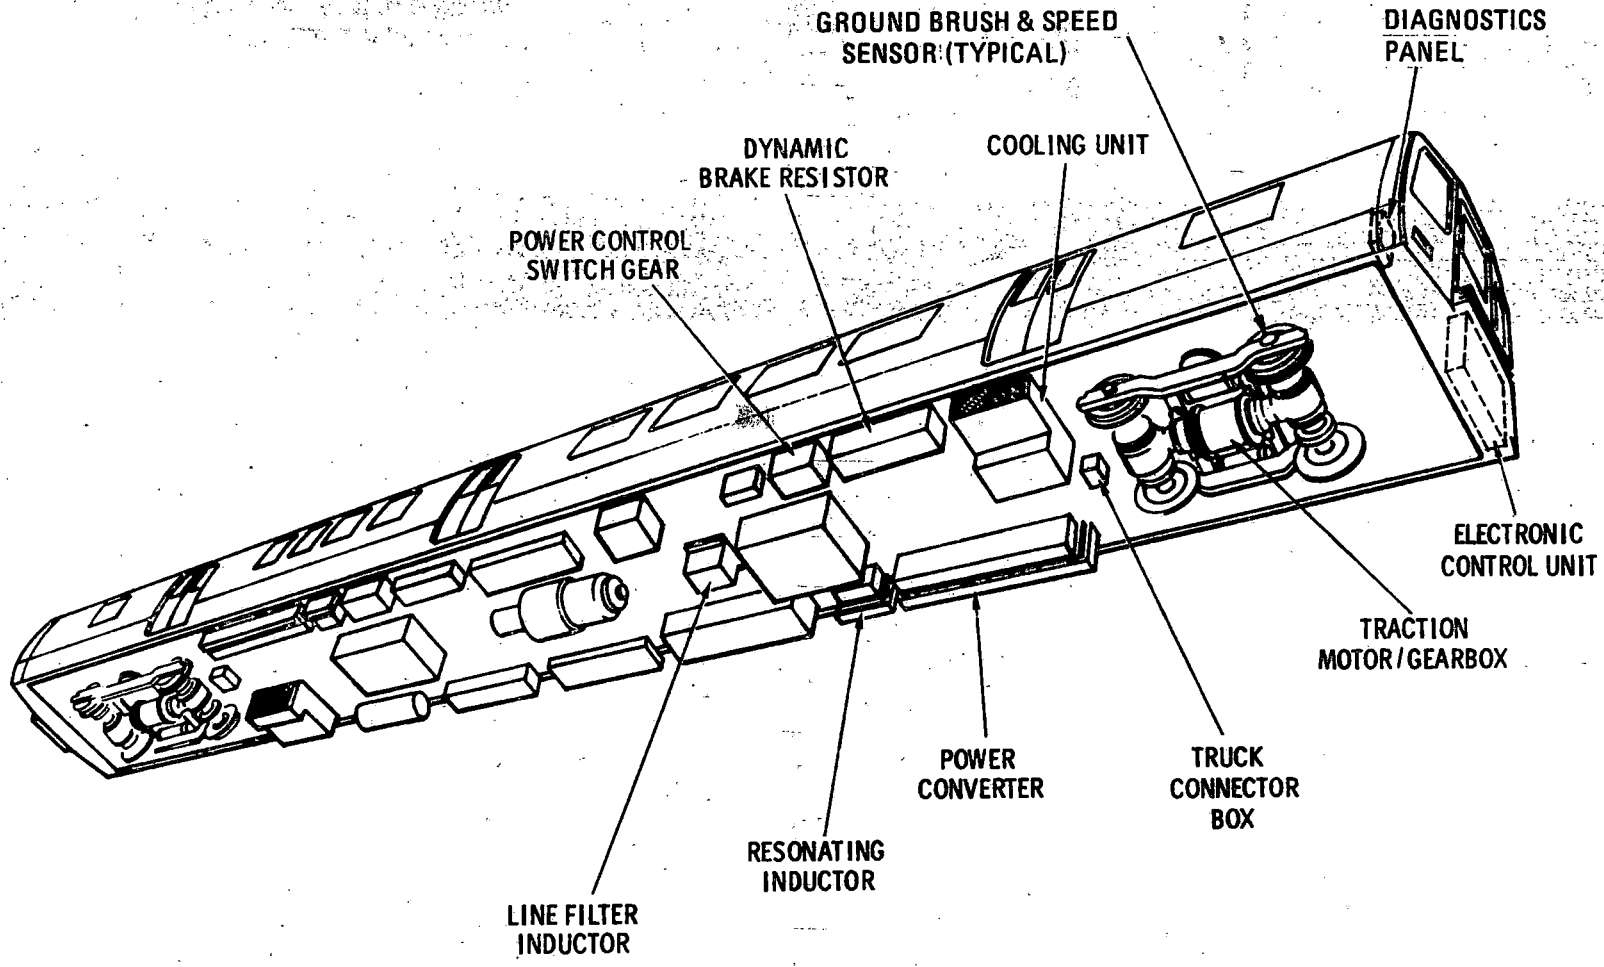 GROUND BRUSH & SPEED
SENSOR (TYPICAL)
DIAGNOSTICS
PANEL
DYNAMIC
BRAKE RESISTOR
COOLING UNIT
POWER CONTROL
SWITCH GEAR
ELECTRONIC
CONTROL UNIT
TRACTION
MOTOR/GEARBOX
POWER
CONVERTER
TRUCK
CONNECTOR
BOX
RESONATING
INDUCTOR
LINE FILTER
INDUCTOR